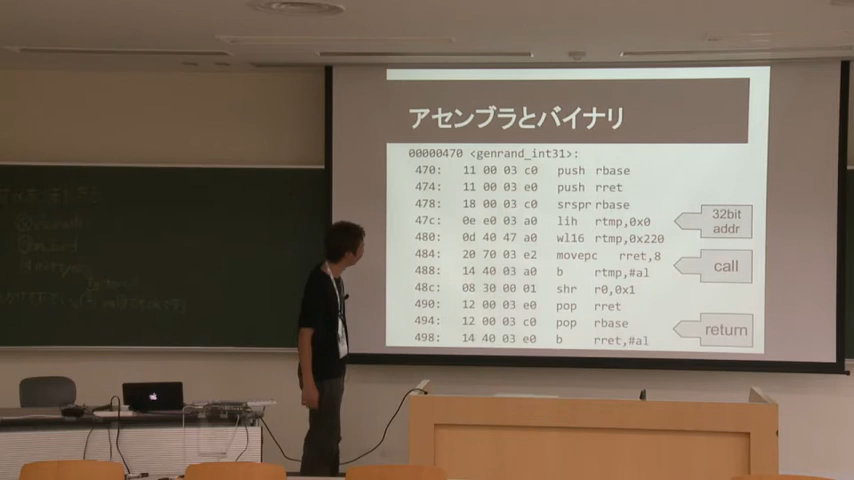 アセンブラとバイナリ
00000470 <genrand_int31>:
470: 11 00 03 c0 push rbase
474: 11 00 03 e0 push rret
478: 18 00 03 c0 srspr rbase
47c: 0e e0 03 a0 lih rtmp,0x0
480: 0d 40 47 a0 wl16 rtmp,0x220
484: 20 70 03 e2 movepc rret,8
488: 14 40 03 a0 b rtmp,#al
48c: 08 30 00 01 shr r0,0x1
490: 12 00 03 e0 pop rret
494: 12 00 03 c0 pop rbase
498: 14 40 03 e0 b rret,#al
32bit
addr
call
return